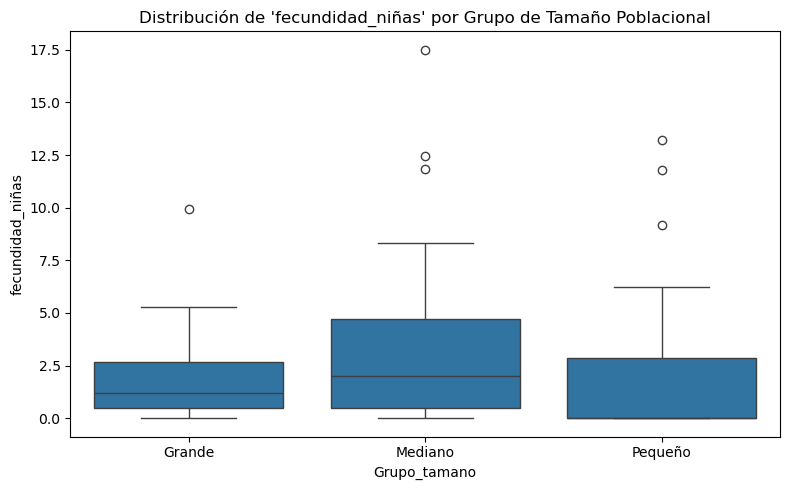 Distribución de 'fecundidad_niñas' por Grupo de Tamaño Poblacional
17.5
15.0
12.5
10.0
7.5
5.0
2.5
0.0
fecundidad_niñas
Grande
Mediano
Pequeño
Grupo_tamano